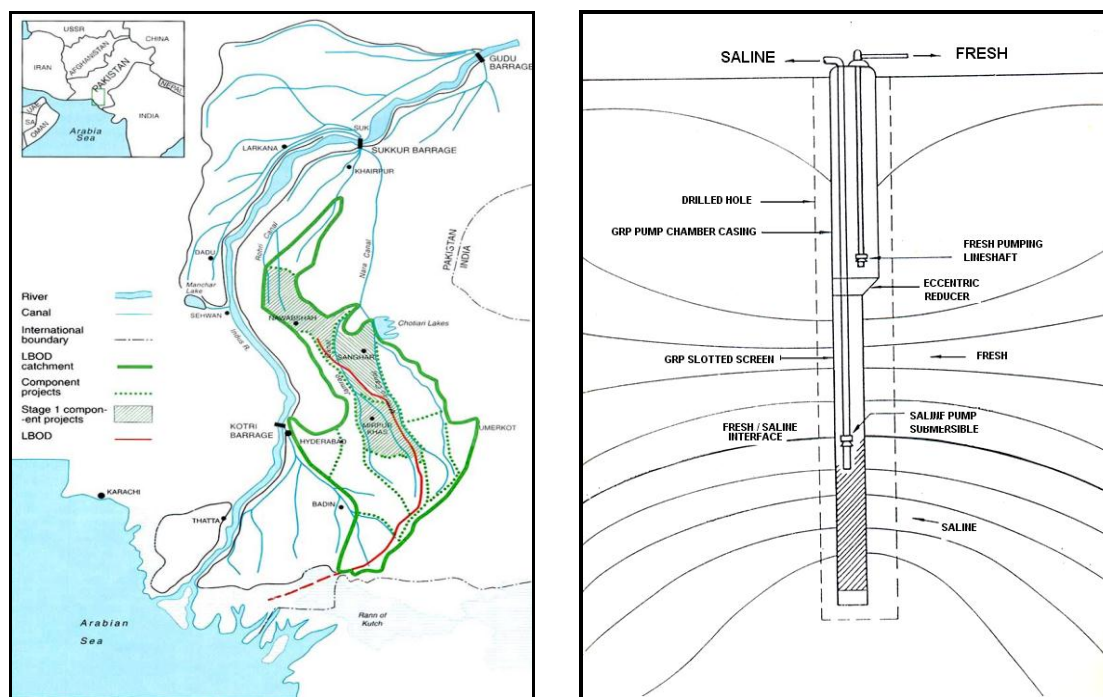 USSR
CHINA
AFGHANISTAN
IRAN
PAKISTAN
NEPAL
UAE
SA
OMAN
INDIA
Arabia
Sea
GUDU
BARRAGE
SUK
LARKANA
SUKKUR BARRAGE
KHAIRPUR
PAKISTAN
INDIA
Rohri Canal
Nara Canal
DADU
Manchar
Lake
SEHWAN
Indus R.
NAWABSHAH
Chotiari Lakes
SANGHAR
River
Canal
International
boundary
LBOD
catchment
Component
projects
Stage 1 compon-
ent projects
LBOD
MIRPUR
KHAS
UMERKOT
KOTRI
BARRAGE
HYDERABAD
KARACHI
BADIN
THATTA
Arabian
Sea
Rann of
Kutch
SALINE
FRESH
DRILLED HOLE
GRP PUMP CHAMBER CASING
FRESH PUMPING
LINESHAFT
ECCENTRIC
REDUCER
GRP SLOTTED SCREEN
FRESH
SALINE PUMP
SUBMERSIBLE
FRESH / SALINE
INTERFACE
SALINE